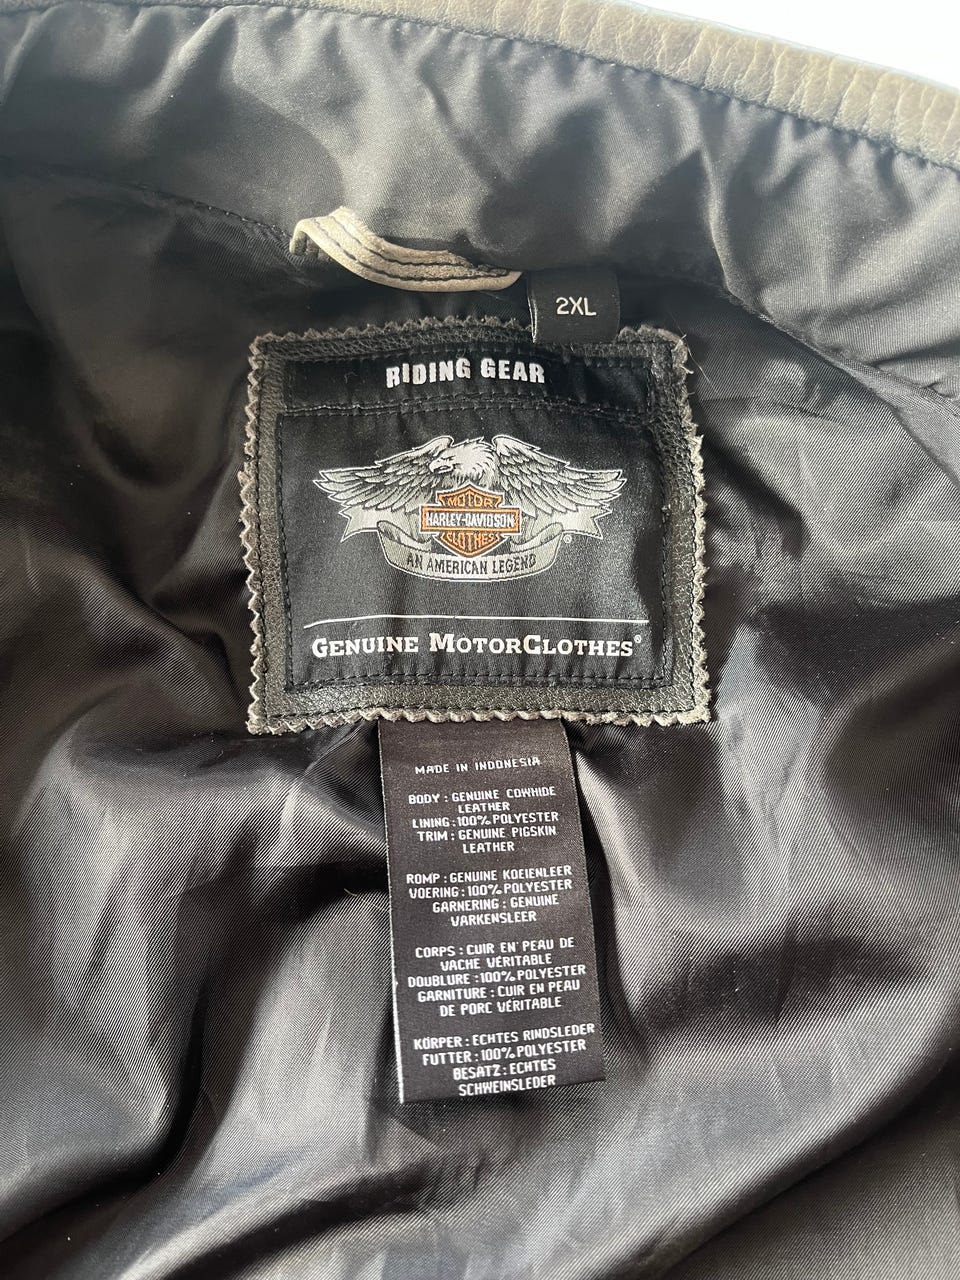 2XL
RIDING GEAR
MOTOR
HARLEY-DAVIDSON
CLOTHES
®
AN AMERICAN LEGEND
GENUINE MOTORCLOTHES®
MADE IN INDONESIA
BODY : GENUINE COWHIDE
LEATHER
LINING : 100% POLYESTER
TRIM : GENUINE PIGSKIN
LEATHER
ROMP : GENUINE KOEIENLEER
VOERING : 100% POLYESTER
GARNERING : GENUINE
VARKENSLEER
CORPS : CUIR EN PEAU DE
VACHE VÉRITABLE
DOUBLURE : 100% POLYESTER
GARNITURE : CUIR EN PEAU
DE PORC VÉRITABLE
KÖRPER : ECHTES RINDSLEDER
FUTTER : 100% POLYESTER
BESATZ : ECHTES
SCHWEINSLEDER